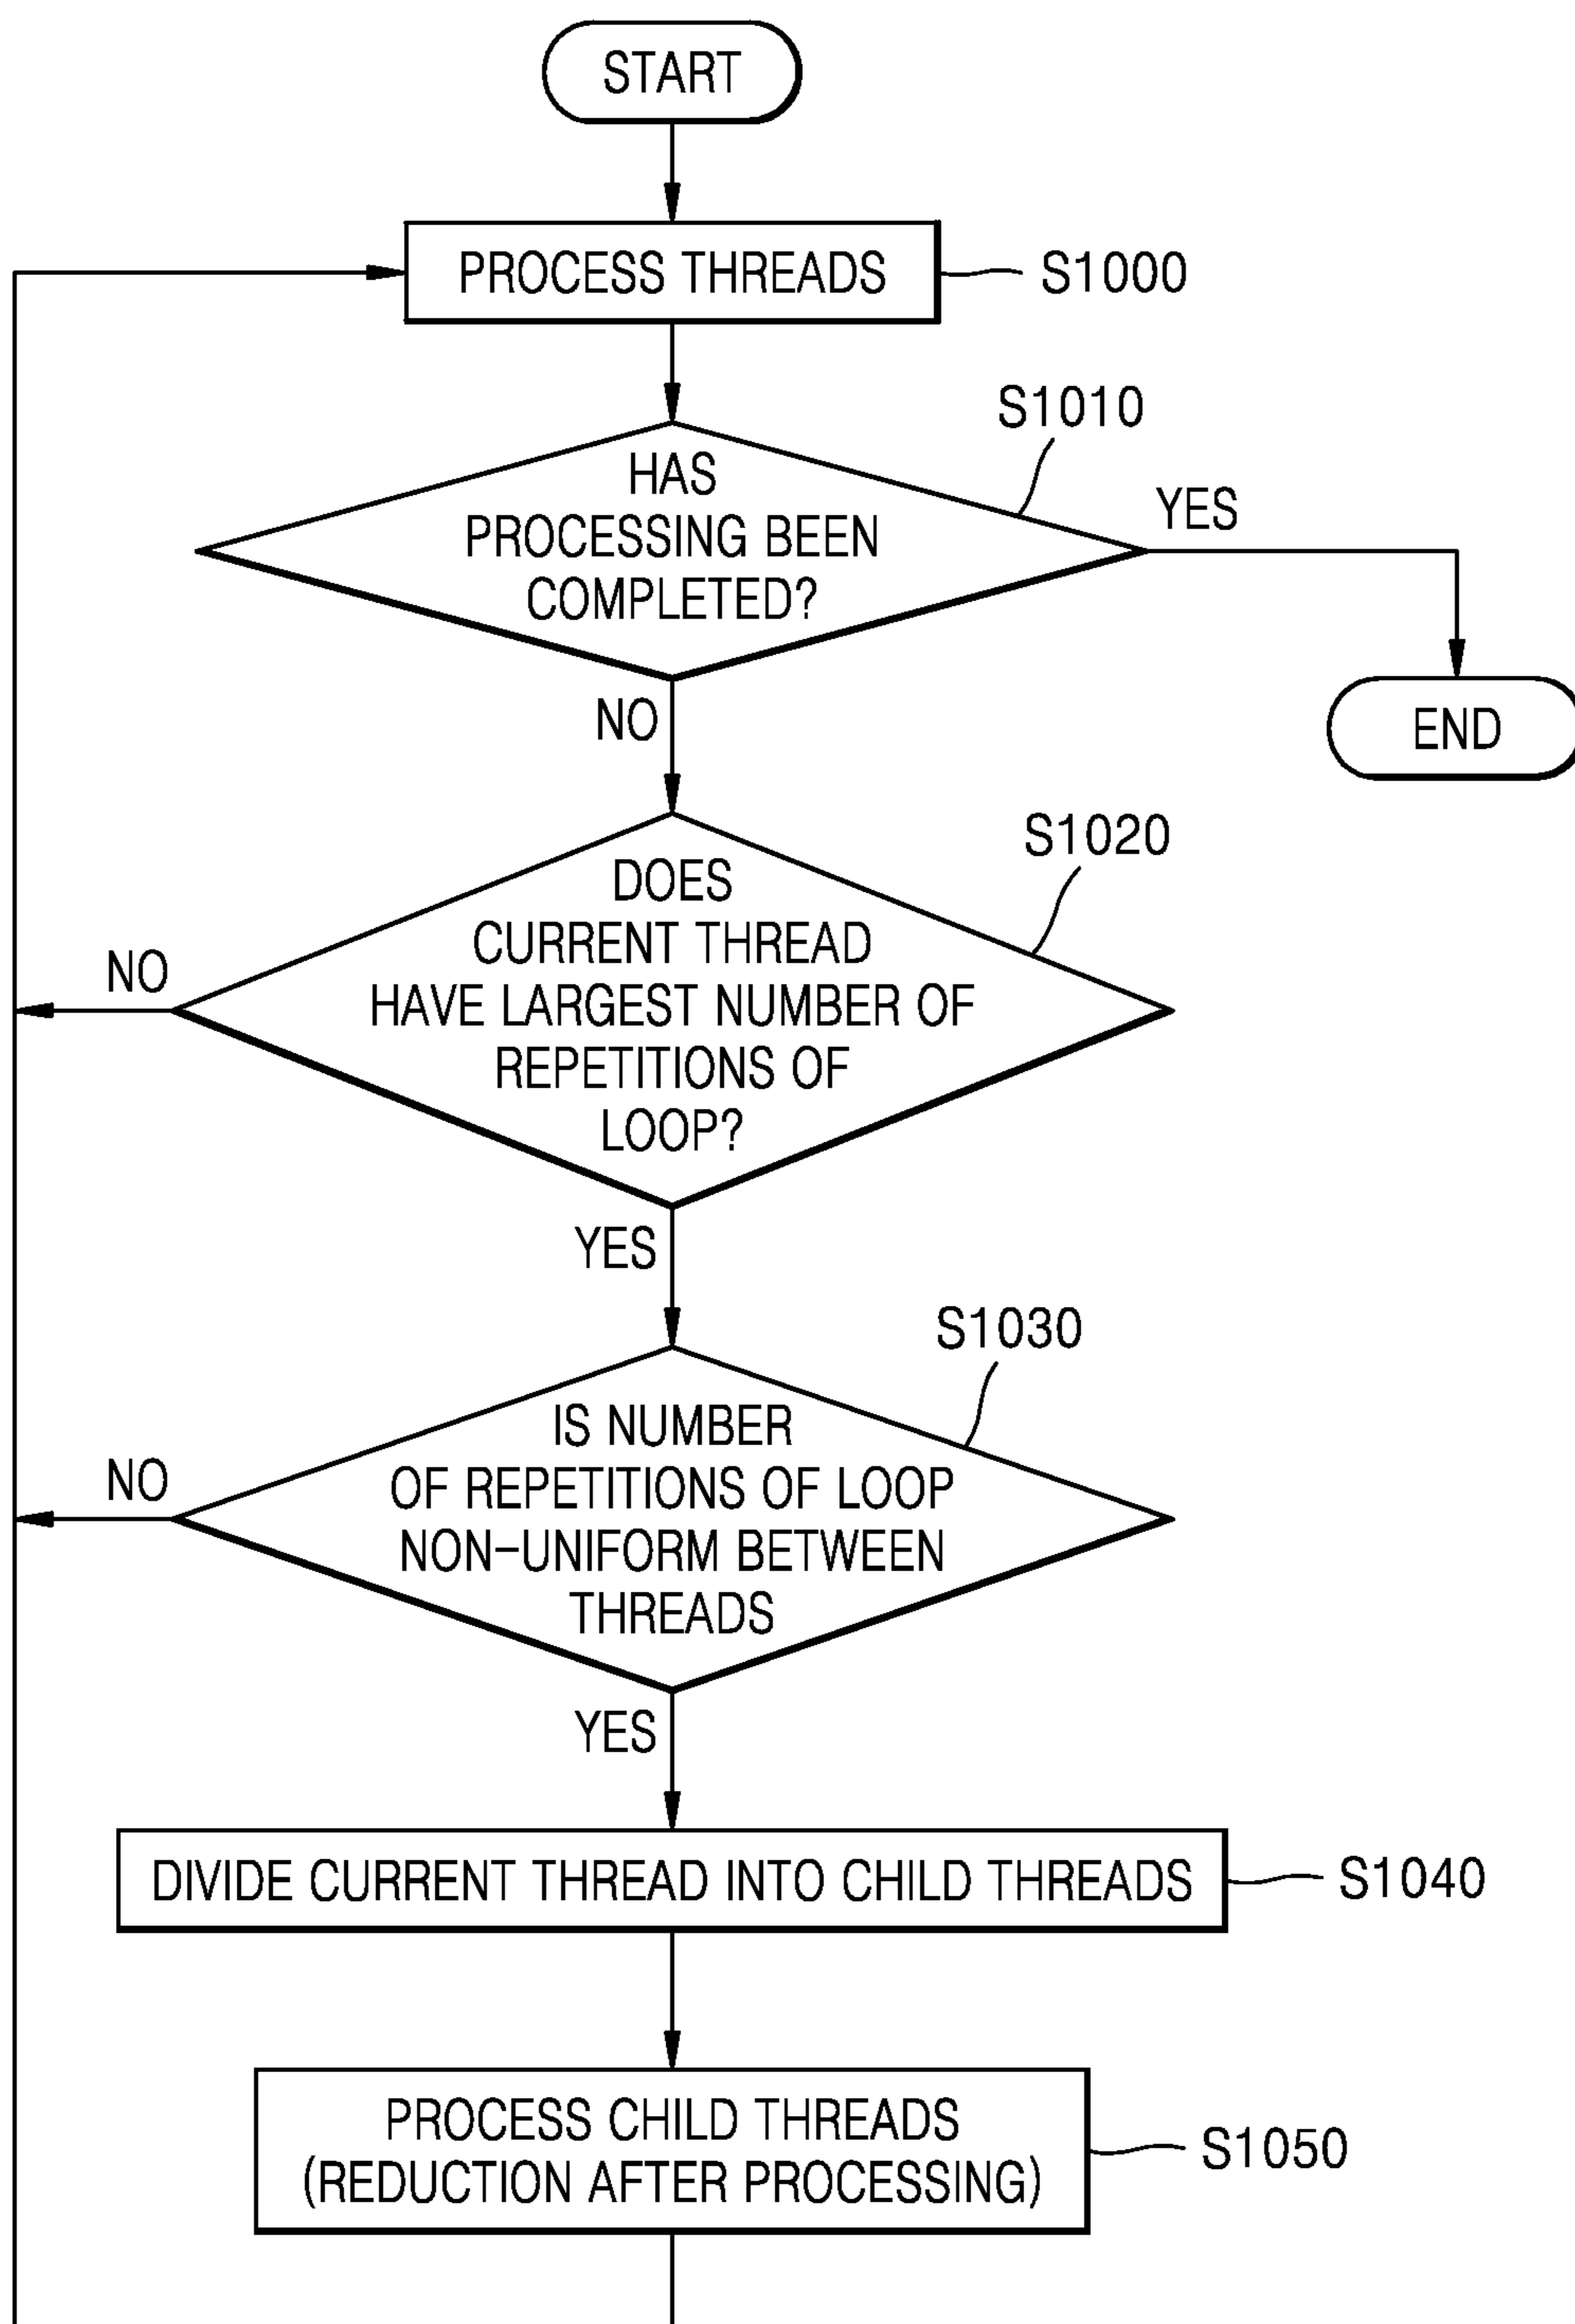 START
PROCESS THREADS
S1000
S1010
HAS
PROCESSING BEEN
COMPLETED?
YES
NO
END
S1020
DOES
CURRENT THREAD
HAVE LARGEST NUMBER OF
REPETITIONS OF
LOOP?
NO
YES
S1030
IS NUMBER
OF REPETITIONS OF LOOP
NON-UNIFORM BETWEEN
THREADS
NO
YES
DIVIDE CURRENT THREAD INTO CHILD THREADS
S1040
PROCESS CHILD THREADS
(REDUCTION AFTER PROCESSING)
S1050